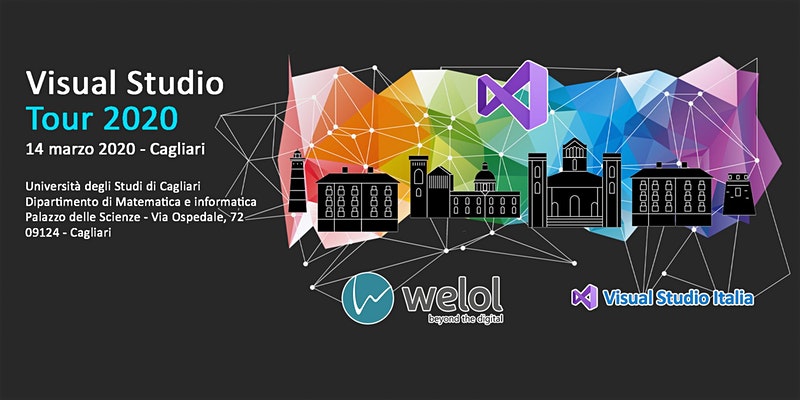 Visual Studio
Tour 2020
14 marzo 2020 - Cagliari
Università degli Studi di Cagliari
Dipartimento di Matematica e informatica
Palazzo delle Scienze - Via Ospedale, 72
09124 - Cagliari
welol
beyond the digital
Visual Studio Italia